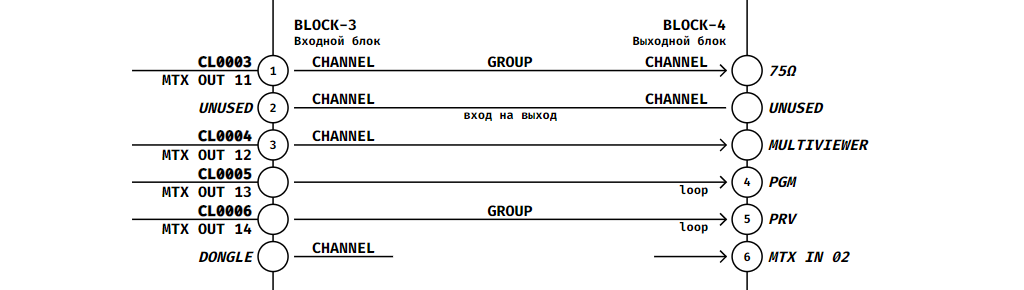 BLOCK-3 BLOCK-4
Входной блок Выходной блок
CL0003 CHANNEL GROUP CHANNEL
1 75Ω
MTX OUT 11
CHANNEL CHANNEL
UNUSED 2 UNUSED
вход на выход
CL0004 CHANNEL
3 MULTIVIEWER
MTX OUT 12
CL0005
4 PGM
MTX OUT 13 loop
CL0006 GROUP
5 PRV
MTX OUT 14 loop
CHANNEL
DONGLE 6 MTX IN 02